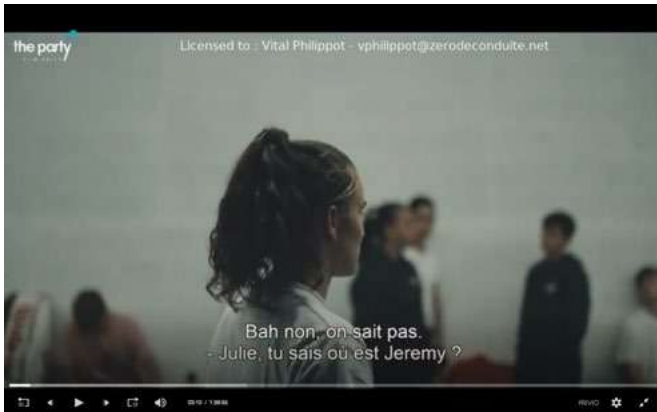 the party
Licensed to : Vital Philippot - vphilippot@zerodeconduite.net
Bah non, on sait pas.
- Julie, tu sais où est Jeremy ?